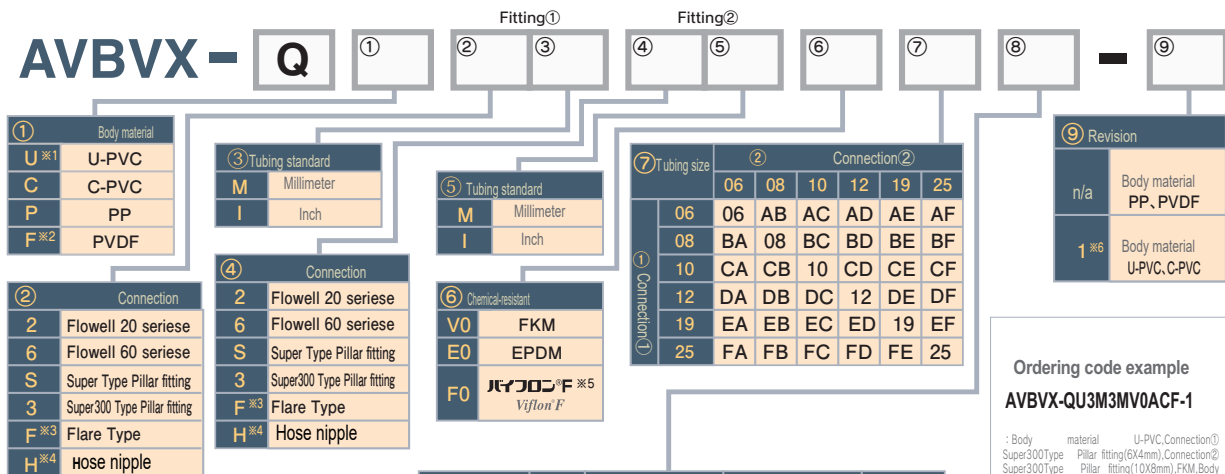 Fitting① Fitting②
AVBVX- Q ① ② ③ ④ ⑤ ⑥ ⑦ ⑧ - ⑨
① Body material
U※1 U-PVC
C C-PVC
P PP
F※2 PVDF
② Connection
2 Flowell 20 seriese
6 Flowell 60 seriese
S Super Type Pillar fitting
3 Super300 Type Pillar fitting
F※3 Flare Type
H※4 Hose nipple
③Tubing standard
M Millimeter
I Inch
④ Connection
2 Flowell 20 seriese
6 Flowell 60 seriese
S Super Type Pillar fitting
3 Super300 Type Pillar fitting
F※3 Flare Type
H※4 Hose nipple
⑤ Tubing standard
M Millimeter
I Inch
⑥ Chemical-resistant
V0 FKM
E0 EPDM
F0 バイフロン®F ※5
Viflon®F
⑦Tubing size ② Connection②
06 08 10 12 19 25
① Connection①
06 06 AB AC AD AE AF
08 BA 08 BC BD BE BF
10 CA CB 10 CD CE CF
12 DA DB DC 12 DE DF
19 EA EB EC ED 19 EF
25 FA FB FC FD FE 25
⑨ Revision
n/a Body material
PP、PVDF
1※6 Body material
U-PVC、C-PVC
Ordering code example
AVBVX-QU3M3MV0ACF-1
: Body material U-PVC,Connection①
Super300Type Pillar fitting(6X4mm),Connection②
Super300Type Pillar fitting(10X8mm),FKM,Body